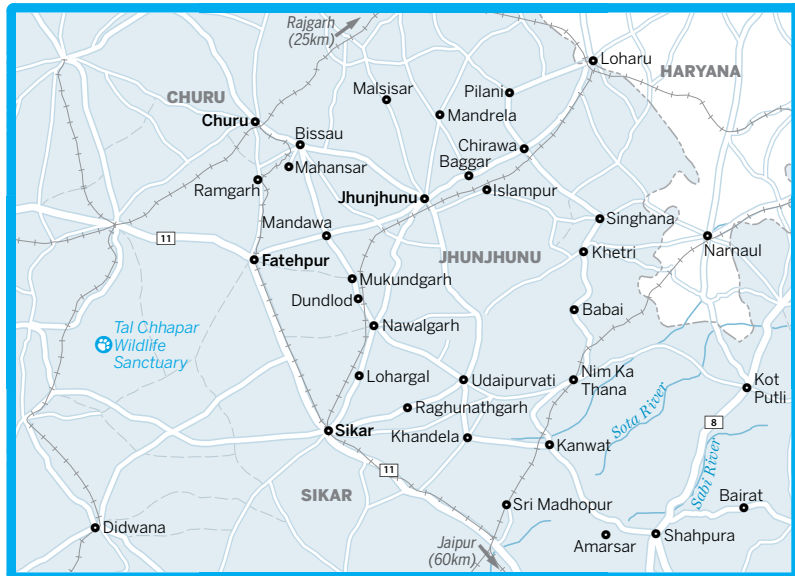 Rajgarh
(25km)
Loharu
HARYANA
CHURU
Malsisar
Pilani
Mandrela
Churu
Bissau
Chirawa
Mahansar
Baggar
Ramgarh
Jhunjhunu
Islampur
Singhana
Mandawa
11
Narnaul
JHUNJHUNU
Khetri
Fatehpur
Mukundgarh
Dundlod
Babai
Tal Chhapar
Wildlife
Sanctuary
Nawalgarh
Lohargal
Udaipurvati
Nim Ka
Thana
Kot
Putli
Raghunathgarh
Sota River
8
Sikar
Khandela
Kanwat
11
Sabi River
SIKAR
Sri Madhopur
Bairat
Didwana
Jaipur
(60km)
Amarsar
Shahpura